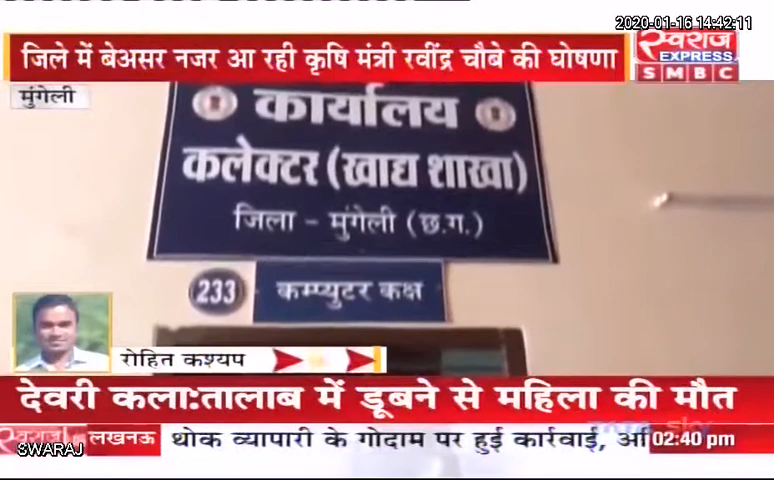 2020-01-16 14:42:11
जिले में बेअसर नजर आ रही कृषि मंत्री रवींद्र चौबे की घोषणा
स्वराज
EXPRESS
SMBC
मुंगेली
कार्यालय
कलेक्टर (खाद्य शाखा)
जिला - मुंगेली (छ.ग.)
233
कम्प्युटर कक्ष
रोहित कश्यप
देवरी कला:तालाब में डूबने से महिला की मौत
स्वराज
लखनऊ
थोक व्यापारी के गोदाम पर हुई कार्रवाई,
02:40 pm
SWARAJ